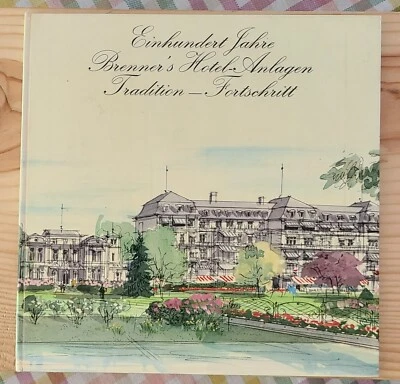 Einhundert Jahre
Brenner's Hotel-Anlagen
Tradition – Fortschritt